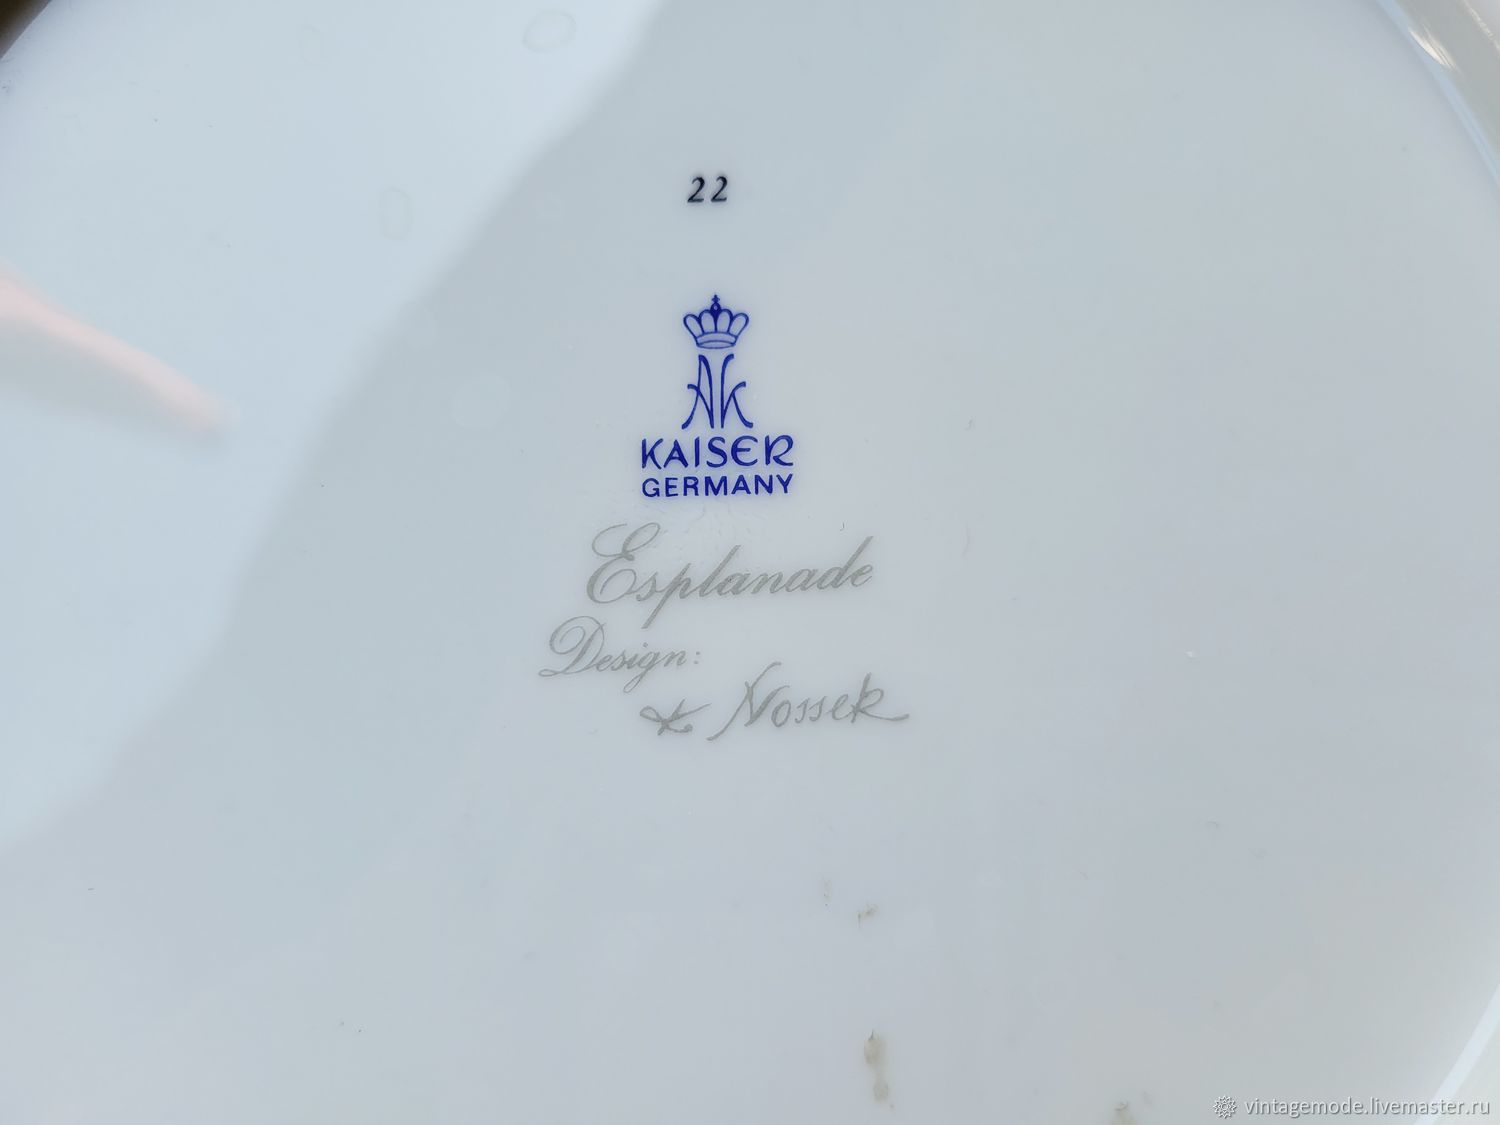 22
AK
KAISER
GERMANY
Esplanade
Design:
K Nossek
vintagemode.livemaster.ru